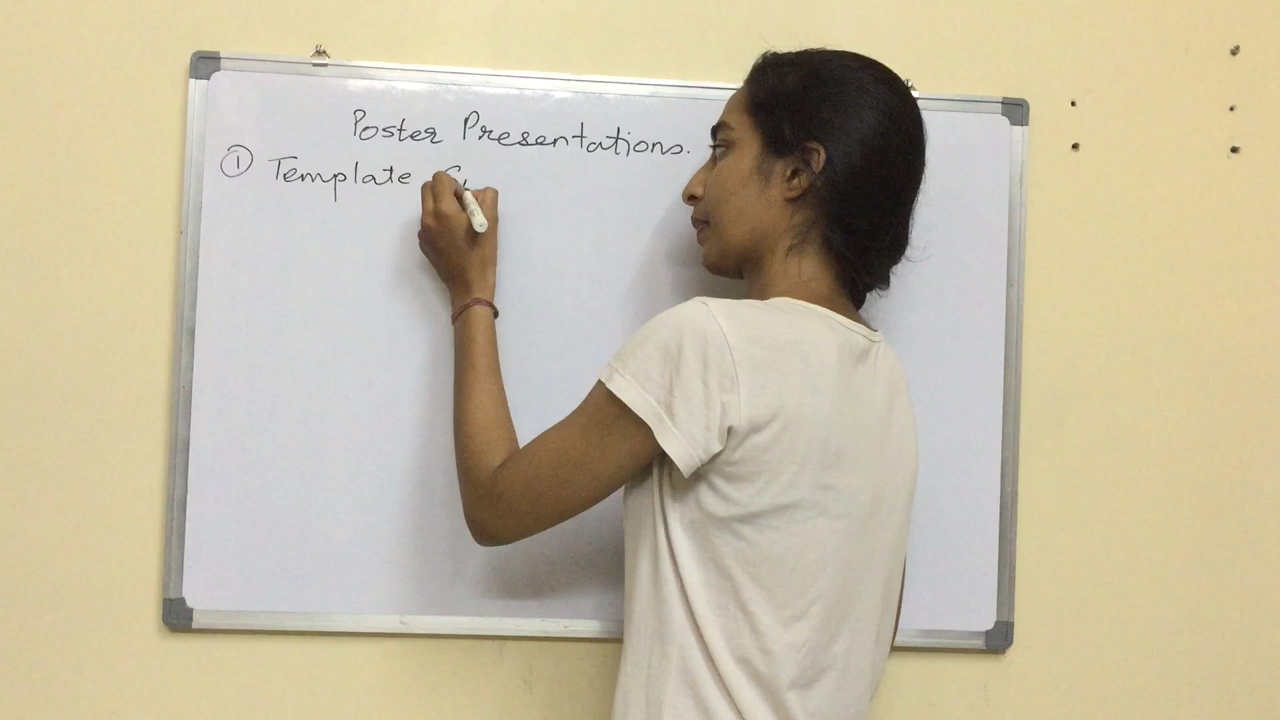 Poster Presentations.
① Template